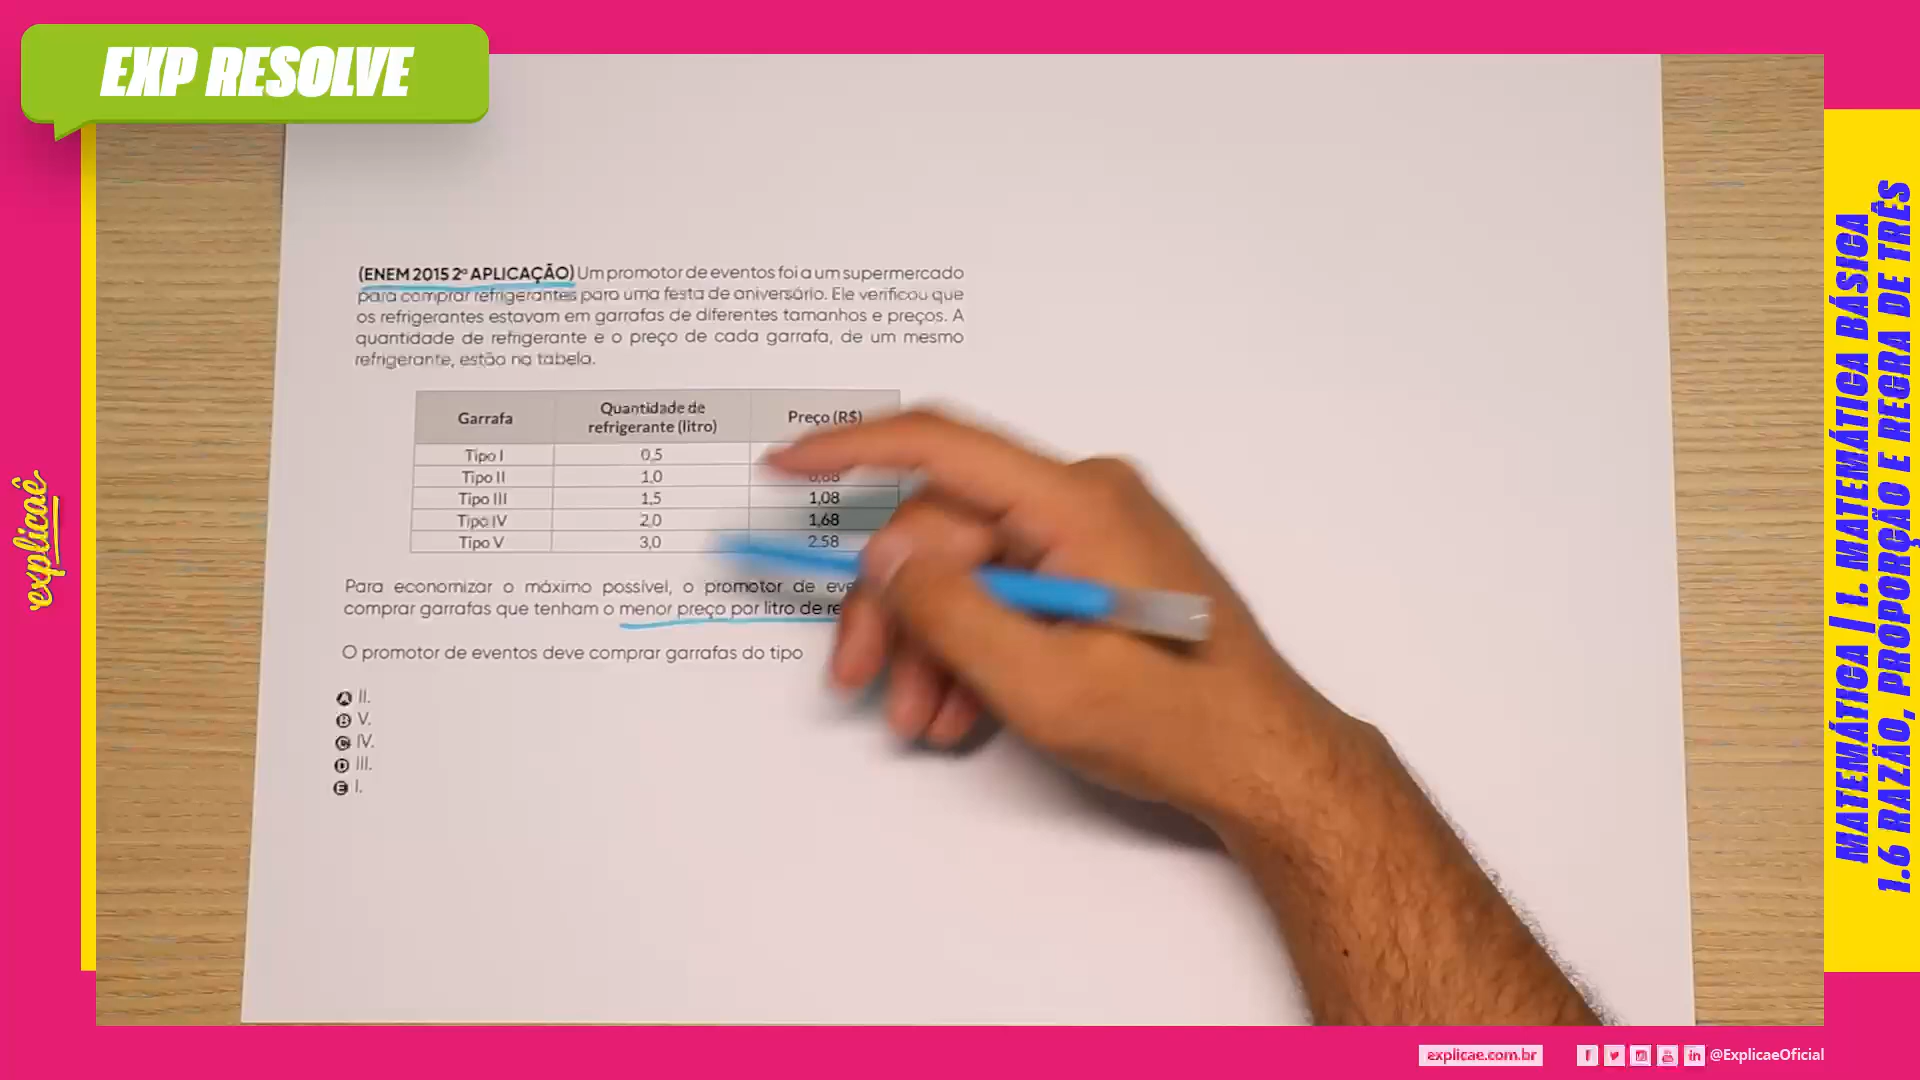 EXP RESOLVE
(ENEM 2015 2ª APLICAÇÃO) Um promotor de eventos foi a um supermercado
para comprar refrigerantes para uma festa de aniversário. Ele verificou que
os refrigerantes estavam em garrafas de diferentes tamanhos e preços. A
quantidade de refrigerante e o preço de cada garrafa, de um mesmo
refrigerante, estão na tabela.
Garrafa Quantidade de refrigerante (litro) Preço (R$)
Tipo I 0,5
Tipo II 1,0
Tipo III 1,5 1,08
Tipo IV 2,0 1,68
Tipo V 3,0 2,58
Para economizar o máximo possível, o promotor de
comprar garrafas que tenham o menor preço por litro de
O promotor de eventos deve comprar garrafas do tipo
A II.
B V.
C IV.
D III.
E I.
explicaê
MATEMÁTICA | 1. MATEMÁTICA BÁSICA
1.6 RAZÃO, PROPORÇÃO E REGRA DE TRÊS
explicae.com.br
@ExplicaeOficial